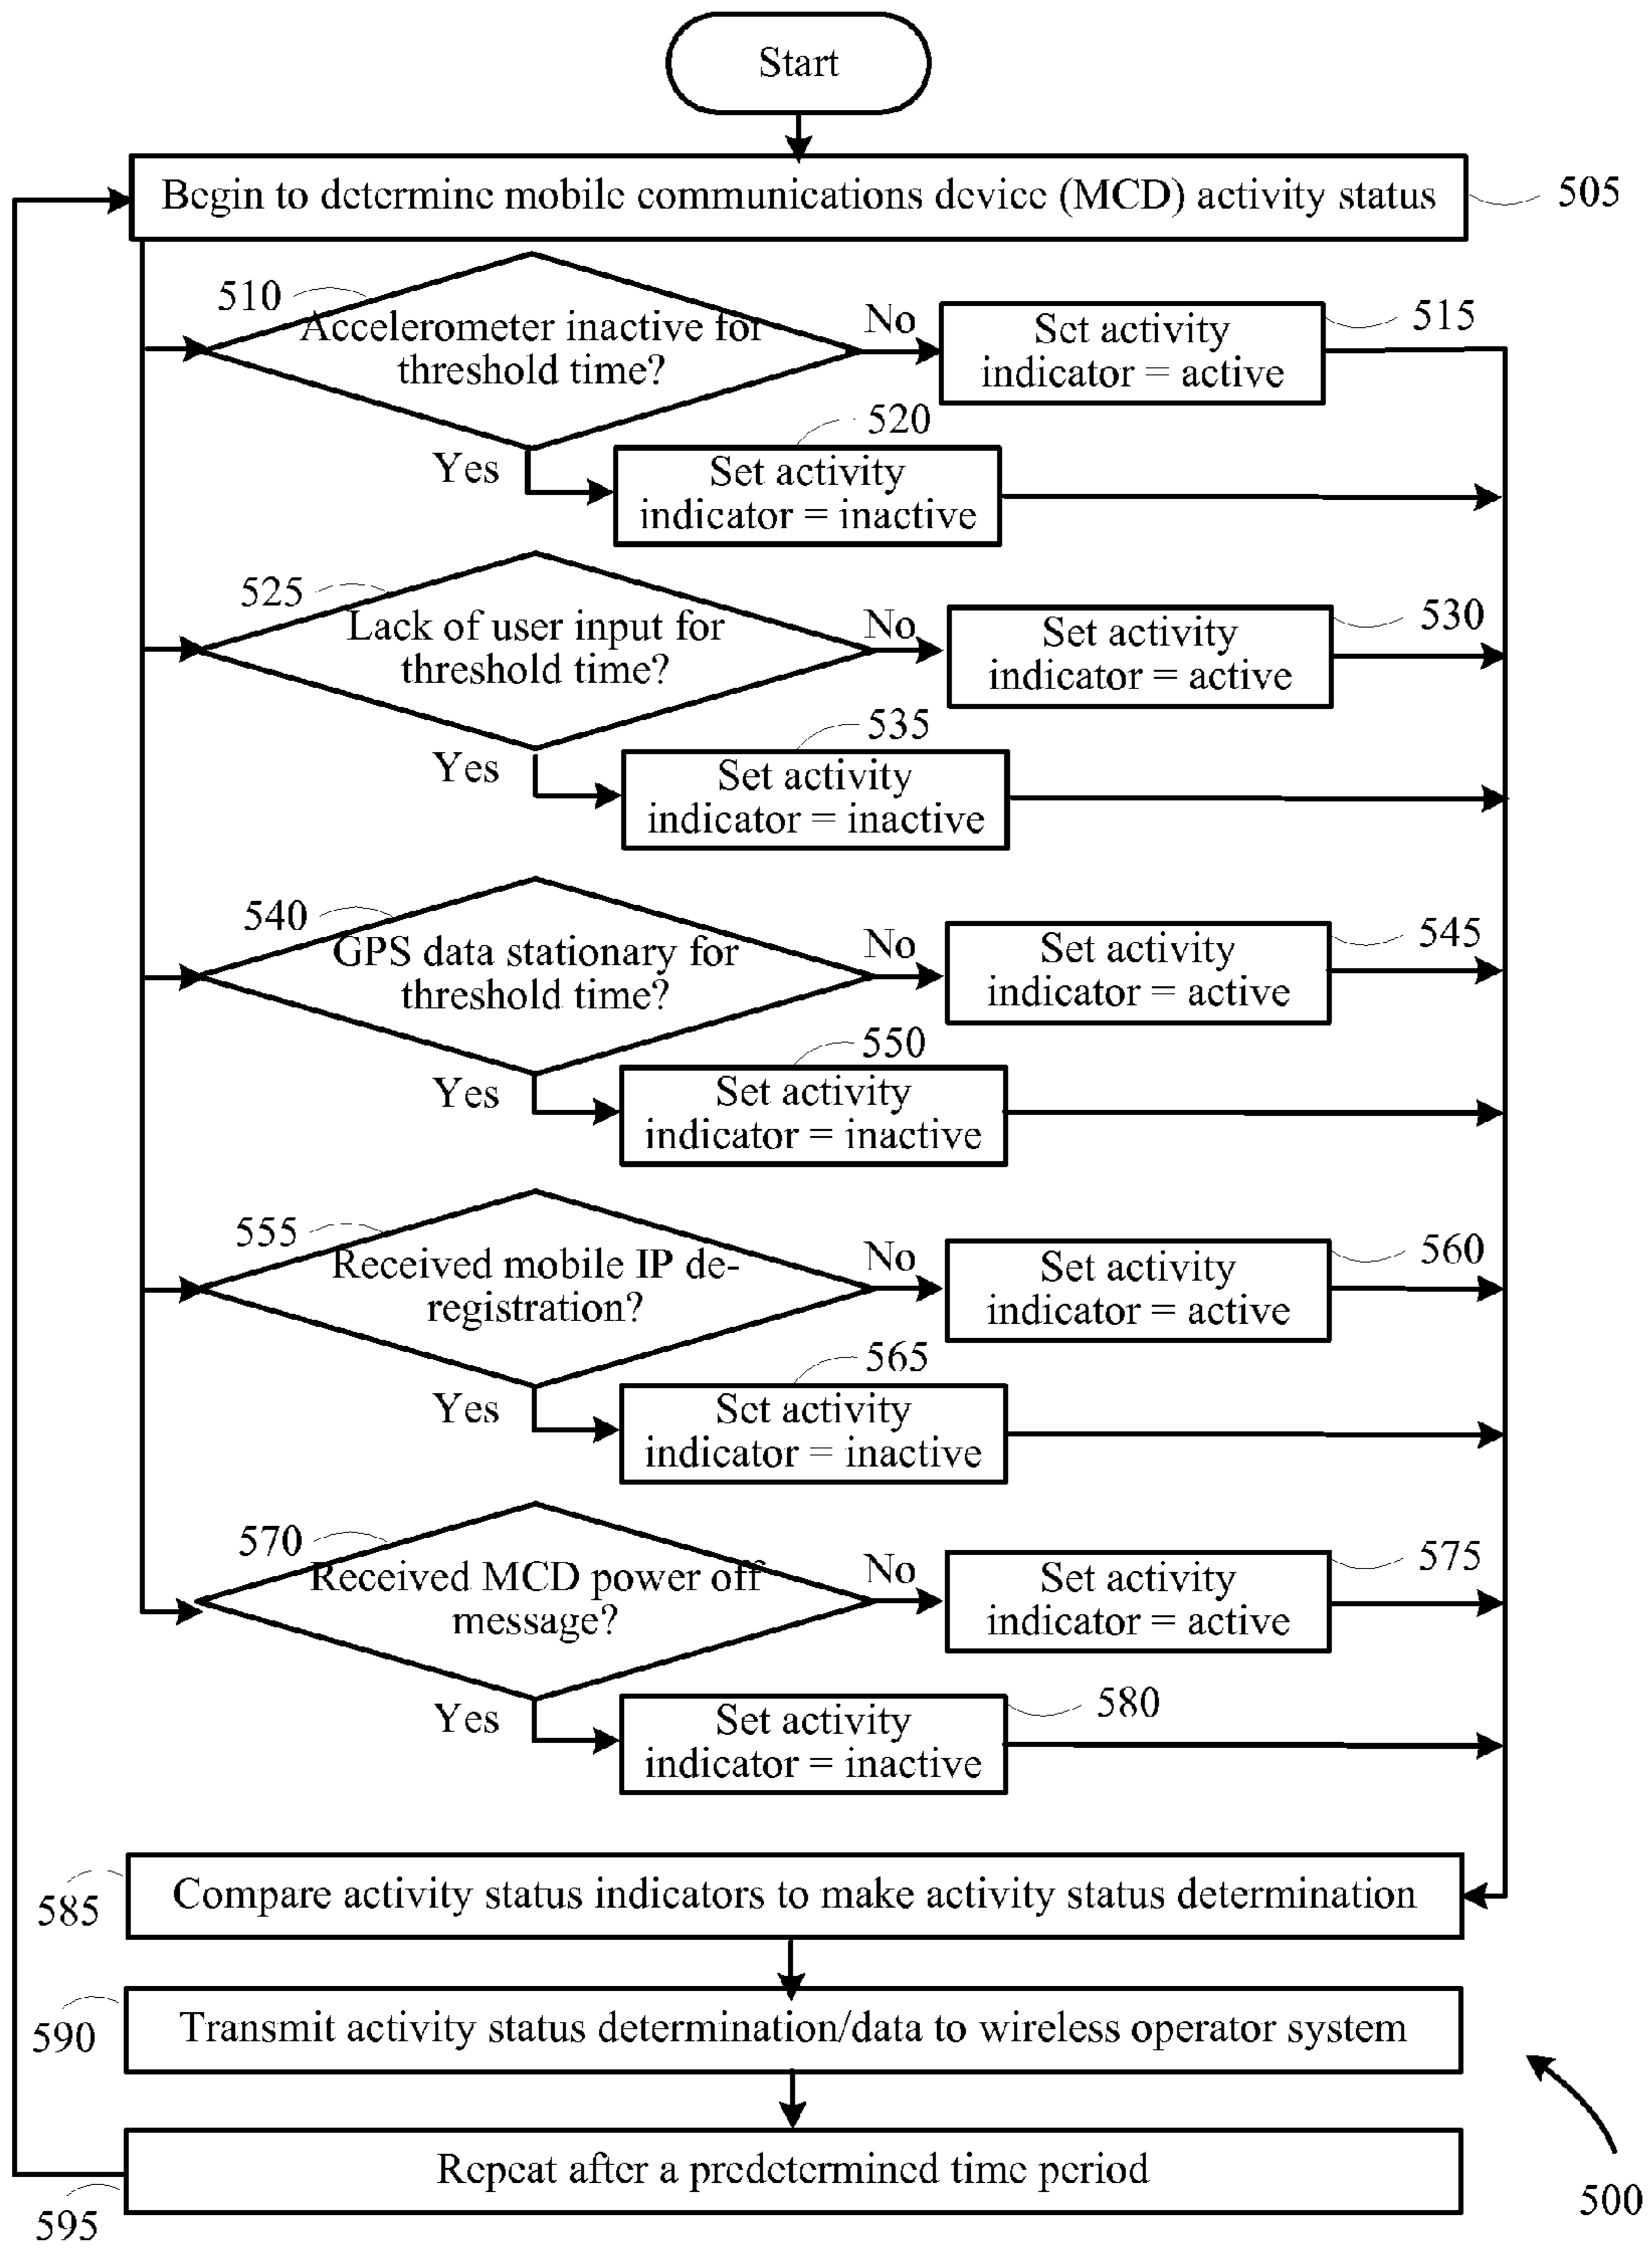 Start
Begin to determine mobile communications device (MCD) activity status
505
510
Accelerometer inactive for
threshold time?
No
Set activity
indicator = active
515
Yes
520
Set activity
indicator = inactive
525
Lack of user input for
threshold time?
No
Set activity
indicator = active
530
Yes
535
Set activity
indicator = inactive
540
GPS data stationary for
threshold time?
No
Set activity
indicator = active
545
Yes
550
Set activity
indicator = inactive
555
Received mobile IP de-
registration?
No
Set activity
indicator = active
560
Yes
565
Set activity
indicator = inactive
570
Received MCD power off
message?
No
Set activity
indicator = active
575
Yes
580
Set activity
indicator = inactive
585
Compare activity status indicators to make activity status determination
590
Transmit activity status determination/data to wireless operator system
595
Repeat after a predetermined time period
500